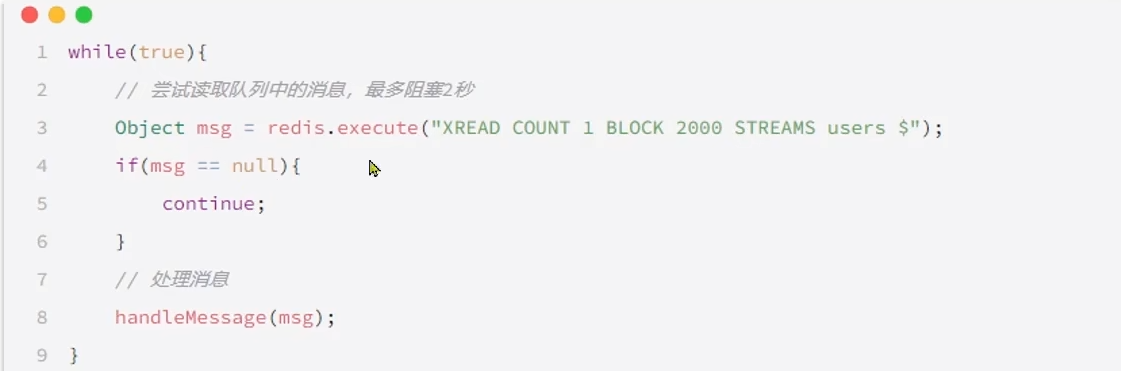 1 while(true){
2 // 尝试读取队列中的消息，最多阻塞2秒
3 Object msg = redis.execute("XREAD COUNT 1 BLOCK 2000 STREAMS users $");
4 if(msg == null){
5 continue;
6 }
7 // 处理消息
8 handleMessage(msg);
9 }